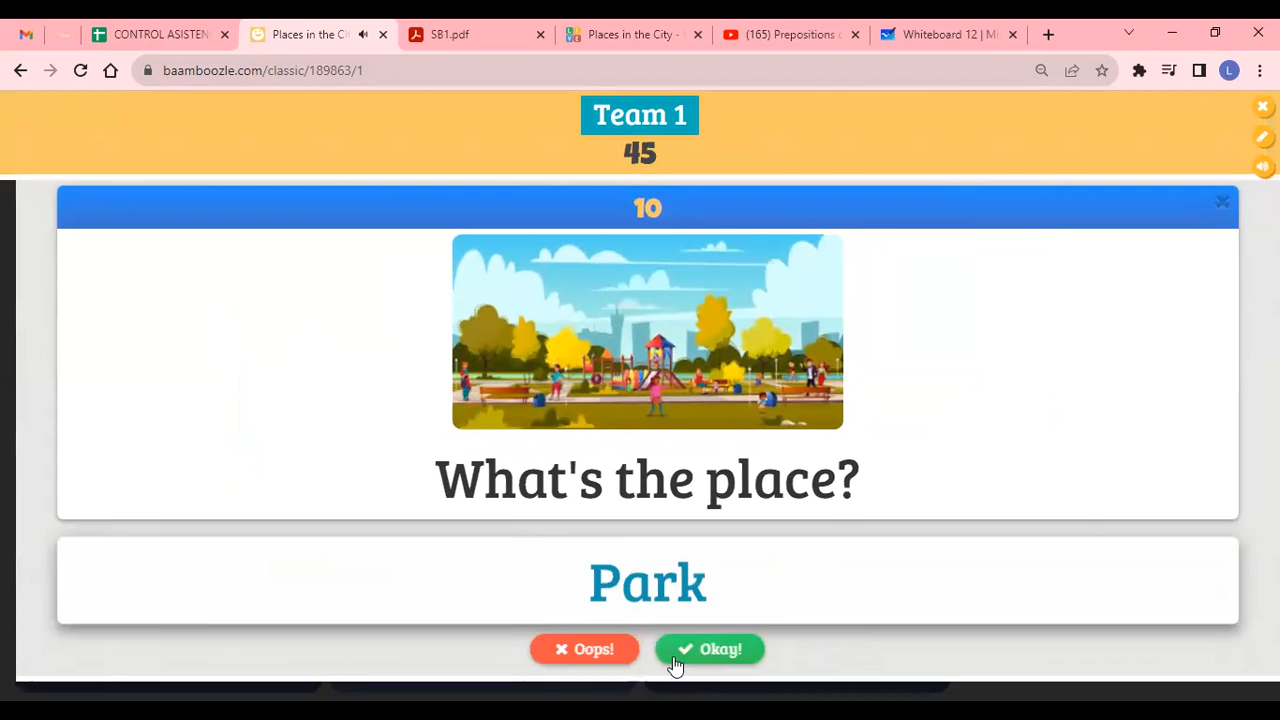 CONTROL ASISTEN
Places in the Ci
SB1.pdf
Places in the City -
(165) Prepositions o
Whiteboard 12 | Mi
baamboozle.com/classic/189863/1
L
Team 1
45
10
What's the place?
Park
Oops!
Okay!